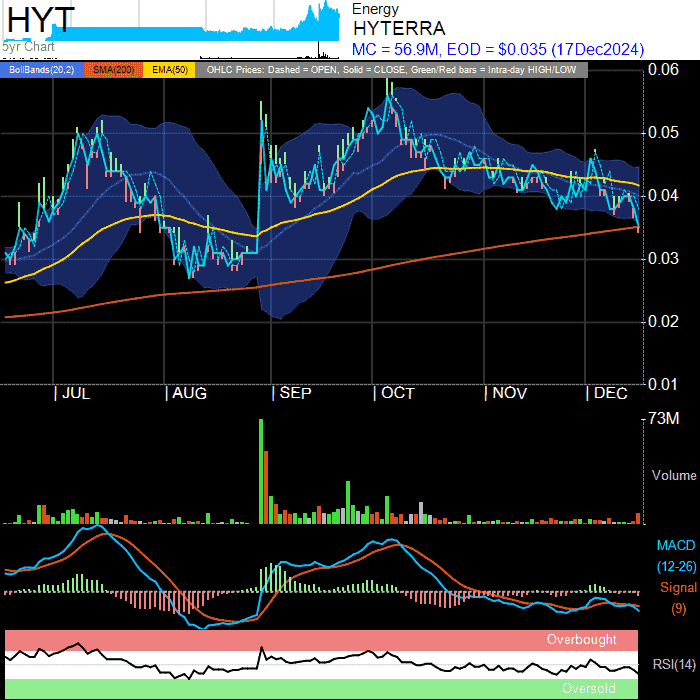 HYT
5yr Chart
Energy
HYTERRA
MC = 56.9M, EOD = $0.035 (17Dec2024)
BollBands(20,2) SMA(200) EMA(50) OHLC Prices: Dashed = OPEN, Solid = CLOSE, Green/Red bars = Intra-day HIGH/LOW
0.06
0.05
0.04
0.03
0.02
0.01
JUL AUG SEP OCT NOV DEC
73M
Volume
MACD
(12-26)
Signal
(9)
Overbought
RSI(14)
Oversold